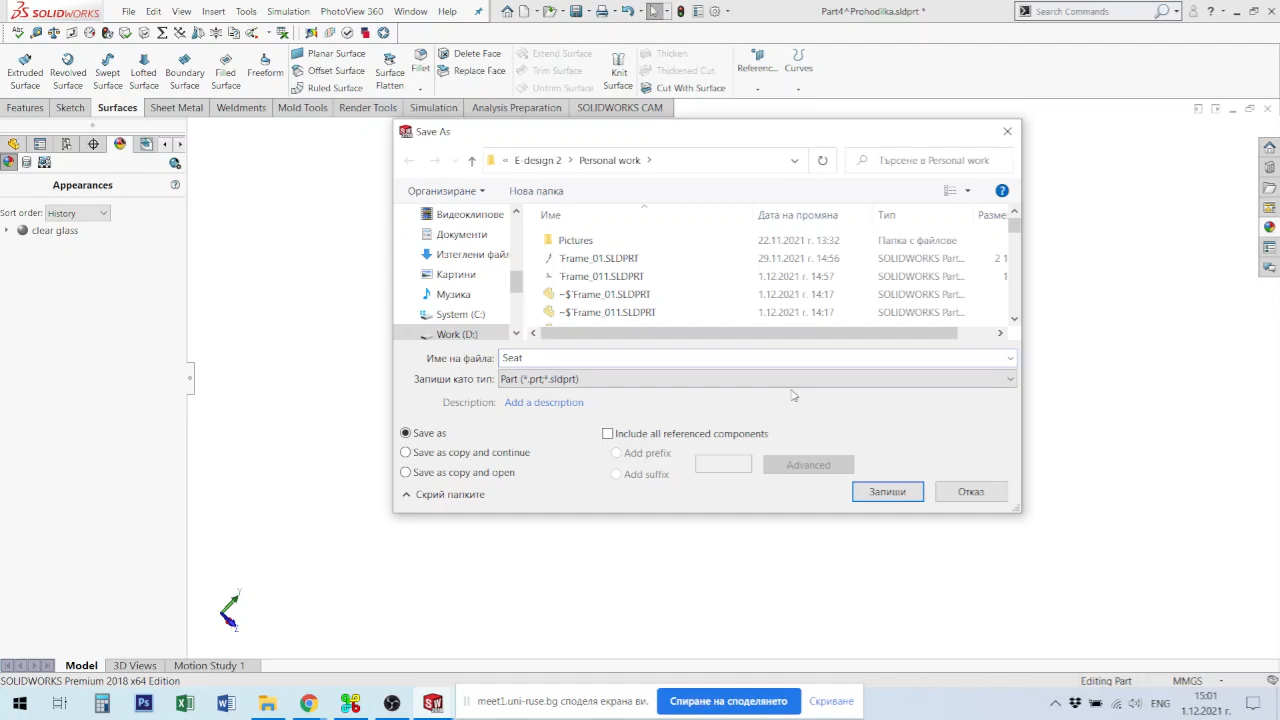 SOLIDWORKS File Edit View Insert Tools Simulation PhotoView 360 Window Help Part4^Prohodilka.sldprt * Search Commands
Extruded Surface Revolved Surface Swept Surface Lofted Surface Boundary Surface Filled Surface Freeform
Planar Surface
Offset Surface
Ruled Surface
Surface Flatten
Delete Face
Replace Face
Fillet
Extend Surface
Trim Surface
Untrim Surface
Knit Surface
Thicken
Thickened Cut
Cut With Surface
Referenc... Curves
Features Sketch Surfaces Sheet Metal Weldments Mold Tools Render Tools Simulation Analysis Preparation SOLIDWORKS CAM
Appearances
Sort order: History
clear glass
Save As
« E-design 2 > Personal work > Търсене в Personal work
Организиране Нова папка
Видеоклипове
Документи
Изтеглени файл
Картини
Музика
System (C:)
Work (D:)
Име Дата на промяна Тип Разме
Pictures 22.11.2021 г. 13:32 Папка с файлове
`Frame_01.SLDPRT 29.11.2021 г. 14:56 SOLIDWORKS Part... 2 1
`Frame_011.SLDPRT 1.12.2021 г. 14:57 SOLIDWORKS Part... 1
~$`Frame_01.SLDPRT 1.12.2021 г. 14:17 SOLIDWORKS Part...
~$`Frame_011.SLDPRT 1.12.2021 г. 14:17 SOLIDWORKS Part...
Име на файла: Seat
Запиши като тип: Part (*.prt;*.sldprt)
Description: Add a description
Save as
Save as copy and continue
Save as copy and open
Include all referenced components
Add prefix
Add suffix
Advanced
Скрий папките
Запиши Отказ
Y
Z
Model 3D Views Motion Study 1
SOLIDWORKS Premium 2018 x64 Edition Editing Part MMGS
meet1.uni-ruse.bg споделя екрана ви. Спиране на споделянето Скриване
ENG
15:01
1.12.2021 г.